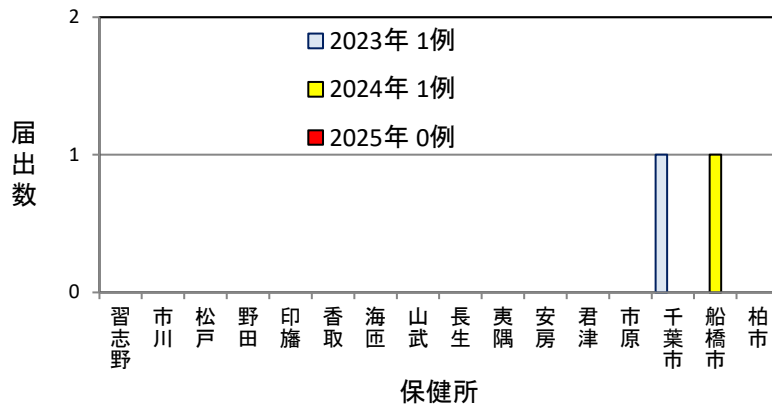 2
1
0
届出数
2023年 1例
2024年 1例
2025年 0例
習志野
市川
松戸
野田
印旛
香取
海匝
山武
長生
夷隅
安房
君津
市原
千葉市
船橋市
柏市
保健所